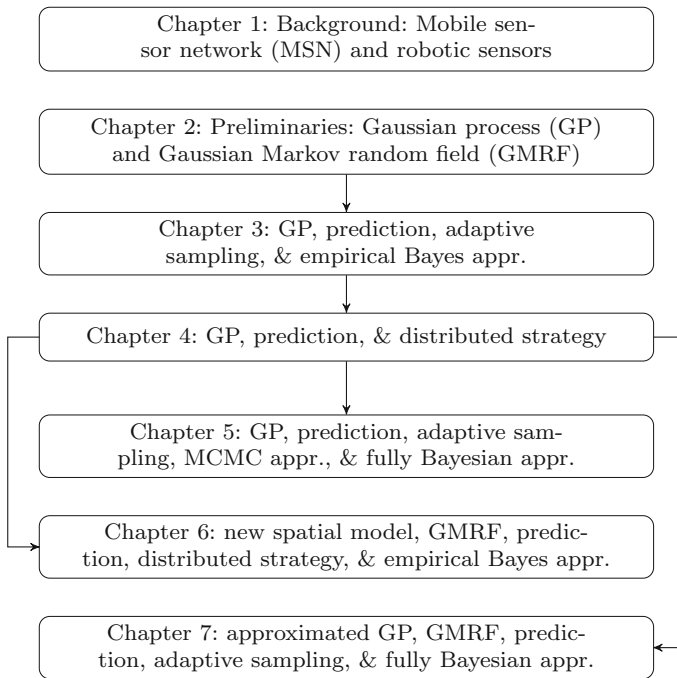 Chapter 1: Background: Mobile sen-
sor network (MSN) and robotic sensors
Chapter 2: Preliminaries: Gaussian process (GP)
and Gaussian Markov random field (GMRF)
Chapter 3: GP, prediction, adaptive
sampling, & empirical Bayes appr.
Chapter 4: GP, prediction, & distributed strategy
Chapter 5: GP, prediction, adaptive sam-
pling, MCMC appr., & fully Bayesian appr.
Chapter 6: new spatial model, GMRF, predic-
tion, distributed strategy, & empirical Bayes appr.
Chapter 7: approximated GP, GMRF, predic-
tion, adaptive sampling, & fully Bayesian appr.